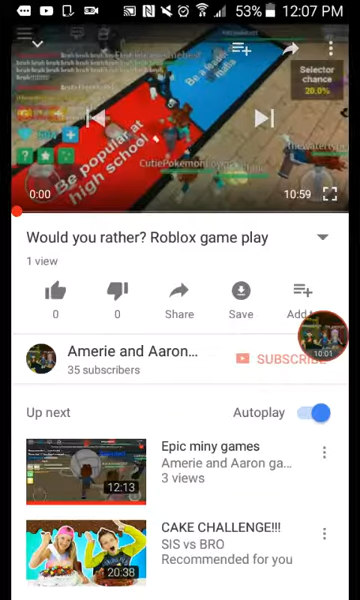 53% 12:07 PM
Selector
chance
20.0%
Be a
mafia
Be popular at
high school
CutiePokemonLov
0:00
10:59
Would you rather? Roblox game play
1 view
0
0
Share
Save
Add
10:01
Amerie and Aaron...
SUBSCRIBE
35 subscribers
Up next
Autoplay
Epic miny games
Amerie and Aaron ga...
3 views
12:13
CAKE CHALLENGE!!!
SIS vs BRO
Recommended for you
20:38